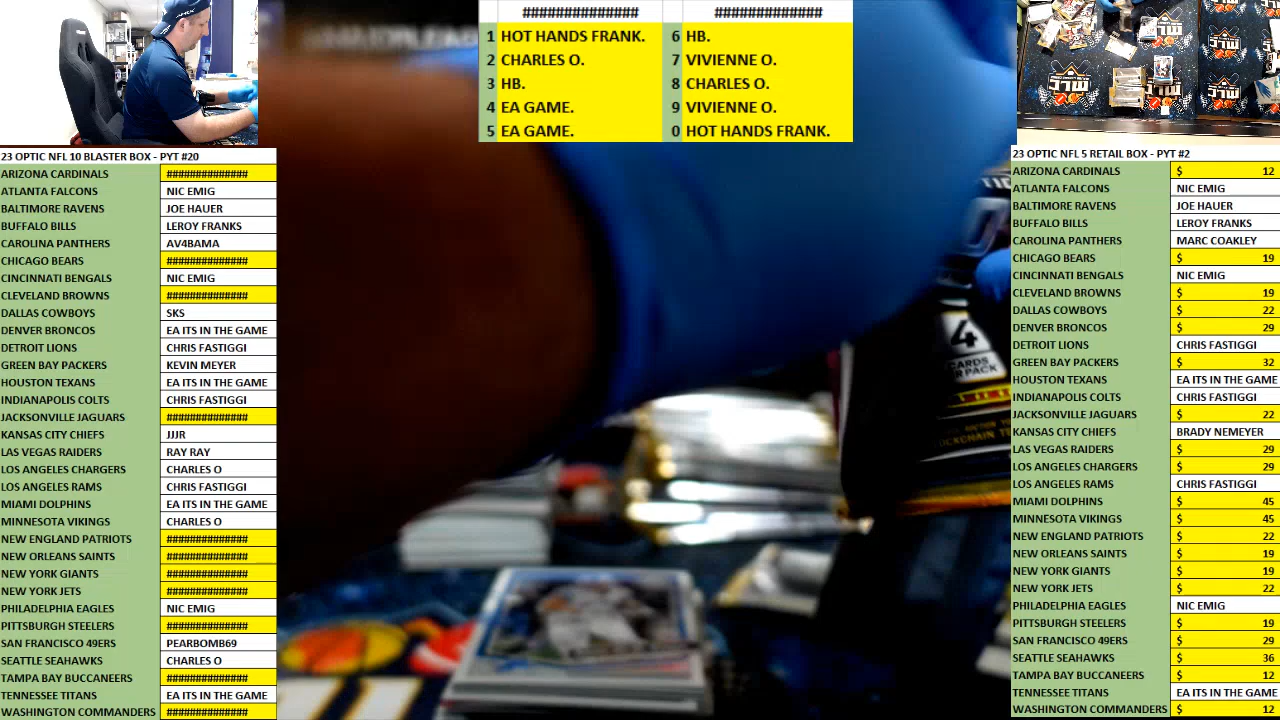 ############## #############
1 HOT HANDS FRANK. 6 HB.
2 CHARLES O. 7 VIVIENNE O.
3 HB. 8 CHARLES O.
4 EA GAME. 9 VIVIENNE O.
5 EA GAME. 0 HOT HANDS FRANK.
23 OPTIC NFL 10 BLASTER BOX - PYT #20
ARIZONA CARDINALS ##############
ATLANTA FALCONS NIC EMIG
BALTIMORE RAVENS JOE HAUER
BUFFALO BILLS LEROY FRANKS
CAROLINA PANTHERS AV4BAMA
CHICAGO BEARS ##############
CINCINNATI BENGALS NIC EMIG
CLEVELAND BROWNS ##############
DALLAS COWBOYS SKS
DENVER BRONCOS EA ITS IN THE GAME
DETROIT LIONS CHRIS FASTIGGI
GREEN BAY PACKERS KEVIN MEYER
HOUSTON TEXANS EA ITS IN THE GAME
INDIANAPOLIS COLTS CHRIS FASTIGGI
JACKSONVILLE JAGUARS ##############
KANSAS CITY CHIEFS JJJR
LAS VEGAS RAIDERS RAY RAY
LOS ANGELES CHARGERS CHARLES O
LOS ANGELES RAMS CHRIS FASTIGGI
MIAMI DOLPHINS EA ITS IN THE GAME
MINNESOTA VIKINGS CHARLES O
NEW ENGLAND PATRIOTS ##############
NEW ORLEANS SAINTS ##############
NEW YORK GIANTS ##############
NEW YORK JETS ##############
PHILADELPHIA EAGLES NIC EMIG
PITTSBURGH STEELERS ##############
SAN FRANCISCO 49ERS PEARBOMB69
SEATTLE SEAHAWKS CHARLES O
TAMPA BAY BUCCANEERS ##############
TENNESSEE TITANS EA ITS IN THE GAME
WASHINGTON COMMANDERS ##############
4
CARDS
PER PACK
23 OPTIC NFL 5 RETAIL BOX - PYT #2
ARIZONA CARDINALS $ 12
ATLANTA FALCONS NIC EMIG
BALTIMORE RAVENS JOE HAUER
BUFFALO BILLS LEROY FRANKS
CAROLINA PANTHERS MARC COAKLEY
CHICAGO BEARS $ 19
CINCINNATI BENGALS NIC EMIG
CLEVELAND BROWNS $ 19
DALLAS COWBOYS $ 22
DENVER BRONCOS $ 29
DETROIT LIONS CHRIS FASTIGGI
GREEN BAY PACKERS $ 32
HOUSTON TEXANS EA ITS IN THE GAME
INDIANAPOLIS COLTS CHRIS FASTIGGI
JACKSONVILLE JAGUARS $ 22
KANSAS CITY CHIEFS BRADY NEMEYER
LAS VEGAS RAIDERS $ 29
LOS ANGELES CHARGERS $ 29
LOS ANGELES RAMS CHRIS FASTIGGI
MIAMI DOLPHINS $ 45
MINNESOTA VIKINGS $ 45
NEW ENGLAND PATRIOTS $ 22
NEW ORLEANS SAINTS $ 19
NEW YORK GIANTS $ 19
NEW YORK JETS $ 22
PHILADELPHIA EAGLES NIC EMIG
PITTSBURGH STEELERS $ 19
SAN FRANCISCO 49ERS $ 29
SEATTLE SEAHAWKS $ 36
TAMPA BAY BUCCANEERS $ 12
TENNESSEE TITANS EA ITS IN THE GAME
WASHINGTON COMMANDERS $ 12